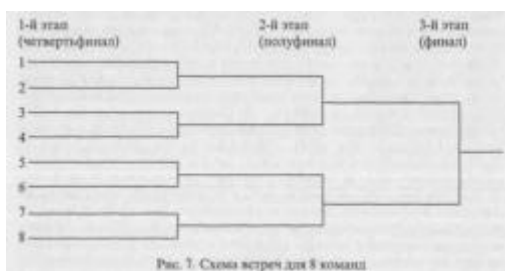 1-й этап 2-й этап 3-й этап
(четвертьфинал) (полуфинал) (финал)
1
2
3
4
5
6
7
8
Рис. 7. Схема встреч для 8 команд